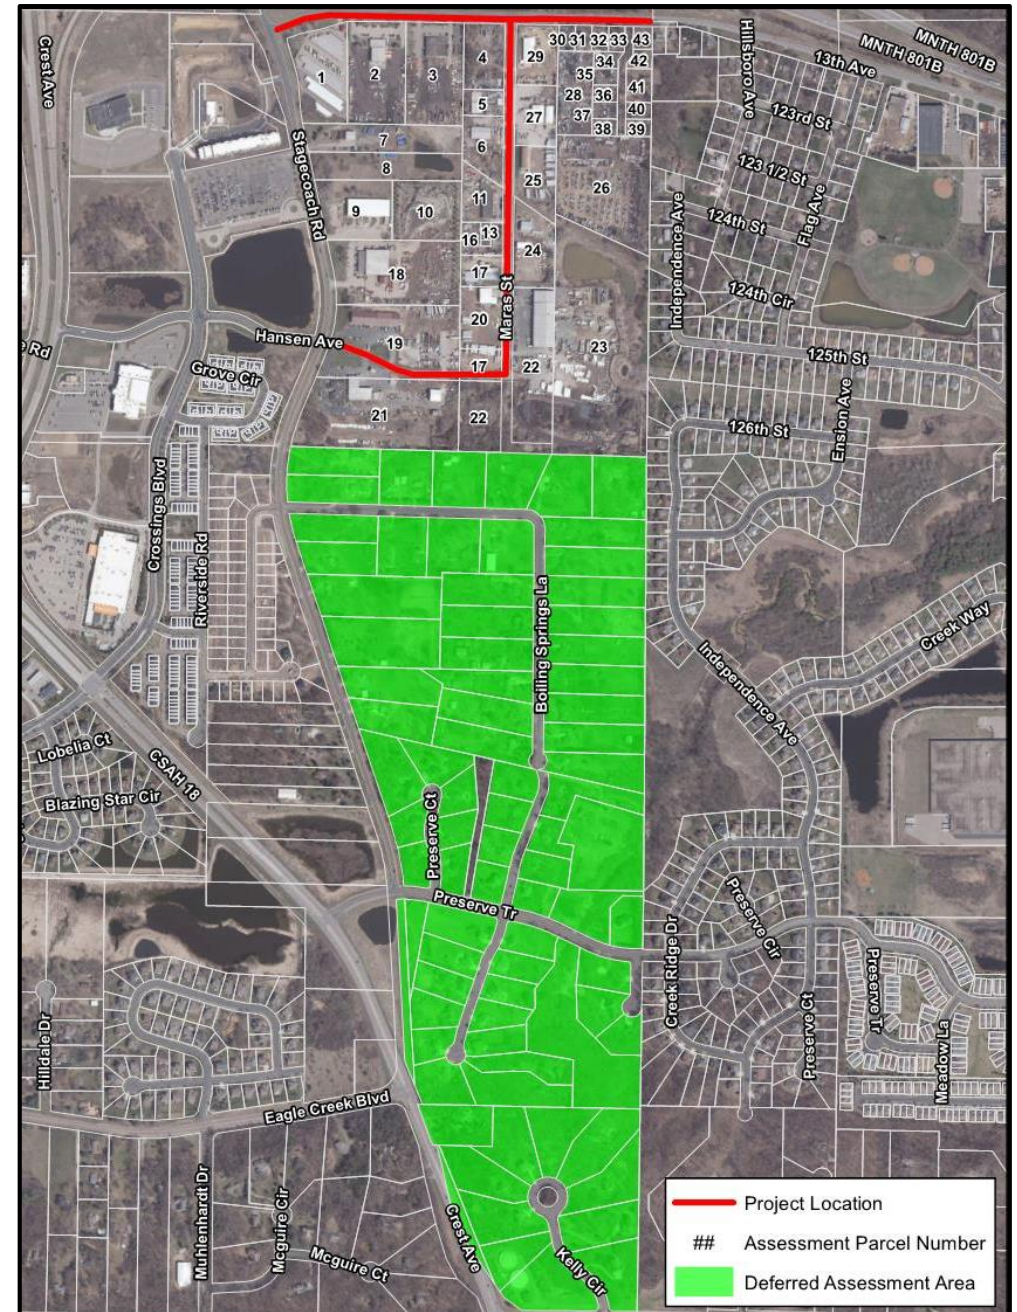 Crest Ave
Stagecoach Rd
Hillsboro Ave
MNTH 801B
MNTH 801B
13th Ave
30 31 32 33 43
29
34
42
35
28
36
41
37
40
38
39
1
2
3
4
5
27
6
7
8
25
26
9
10
11
13
16
24
17
18
20
19
23
17
22
21
22
123rd St
123 1/2 St
124th St
Flag Ave
124th Cir
Independence Ave
Maras St
Hansen Ave
125th St
Grove Cir
126th St
Ension Ave
e Rd
Crossings Blvd
Riverside Rd
Boiling Springs La
Creek Way
Independence Ave
Lobelia Ct
CSAH 18
Blazing Star Cir
Preserve Ct
Preserve Tr
Creek Ridge Dr
Preserve Cir
Preserve Tr
Preserve Ct
Meadow La
Hilldale Dr
Eagle Creek Blvd
Muhlenhardt Dr
Mcguire Cir
Mcguire Ct
Crest Ave
Kelly Cir
Project Location
## Assessment Parcel Number
Deferred Assessment Area